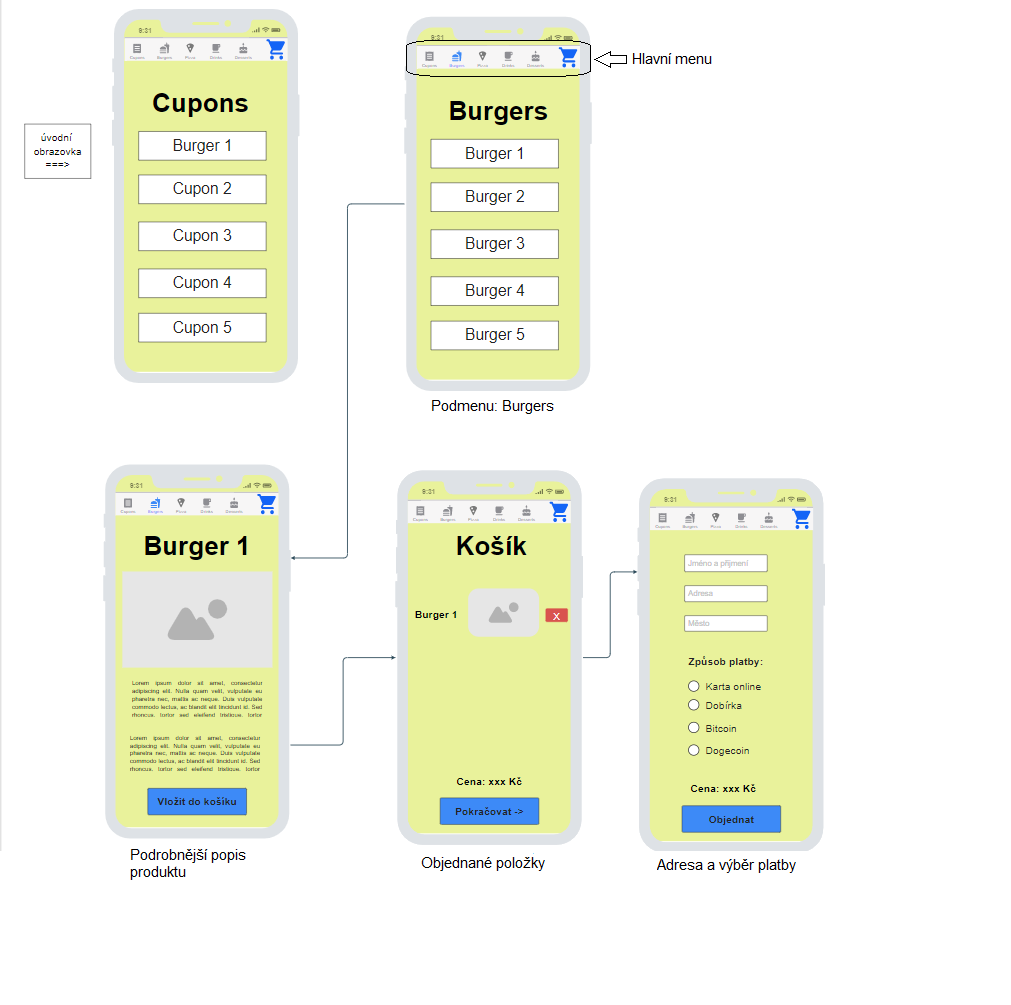 9:21
Cupons Burgers Pizza Drinks Desserts
Cupons
Burger 1
Cupon 2
Cupon 3
Cupon 4
Cupon 5
úvodní
obrazovka
===>
9:21
Cupons Burgers Pizza Drinks Desserts
Hlavní menu
Burgers
Burger 1
Burger 2
Burger 3
Burger 4
Burger 5
Podmenu: Burgers
9:21
Cupons Burgers Pizza Drinks Desserts
Burger 1
Lorem ipsum dolor sit amet, consectetur
adipiscing elit. Nulla quam velit, vulputate eu
pharetra nec, mattis ac neque. Duis vulputate
commodo lectus, ac blandit elit tincidunt id. Sed
rhoncus, tortor sed eleifend tristique, tortor
Lorem ipsum dolor sit amet, consectetur
adipiscing elit. Nulla quam velit, vulputate eu
pharetra nec, mattis ac neque. Duis vulputate
commodo lectus, ac blandit elit tincidunt id. Sed
rhoncus, tortor sed eleifend tristique, tortor
Vložit do košíku
Podrobnější popis
produktu
9:21
Cupons Burgers Pizza Drinks Desserts
Košík
Burger 1
X
Cena: xxx Kč
Pokračovat ->
Objednané položky
9:21
Cupons Burgers Pizza Drinks Desserts
Jméno a příjmení
Adresa
Město
Způsob platby:
Karta online
Dobírka
Bitcoin
Dogecoin
Cena: xxx Kč
Objednat
Adresa a výběr platby